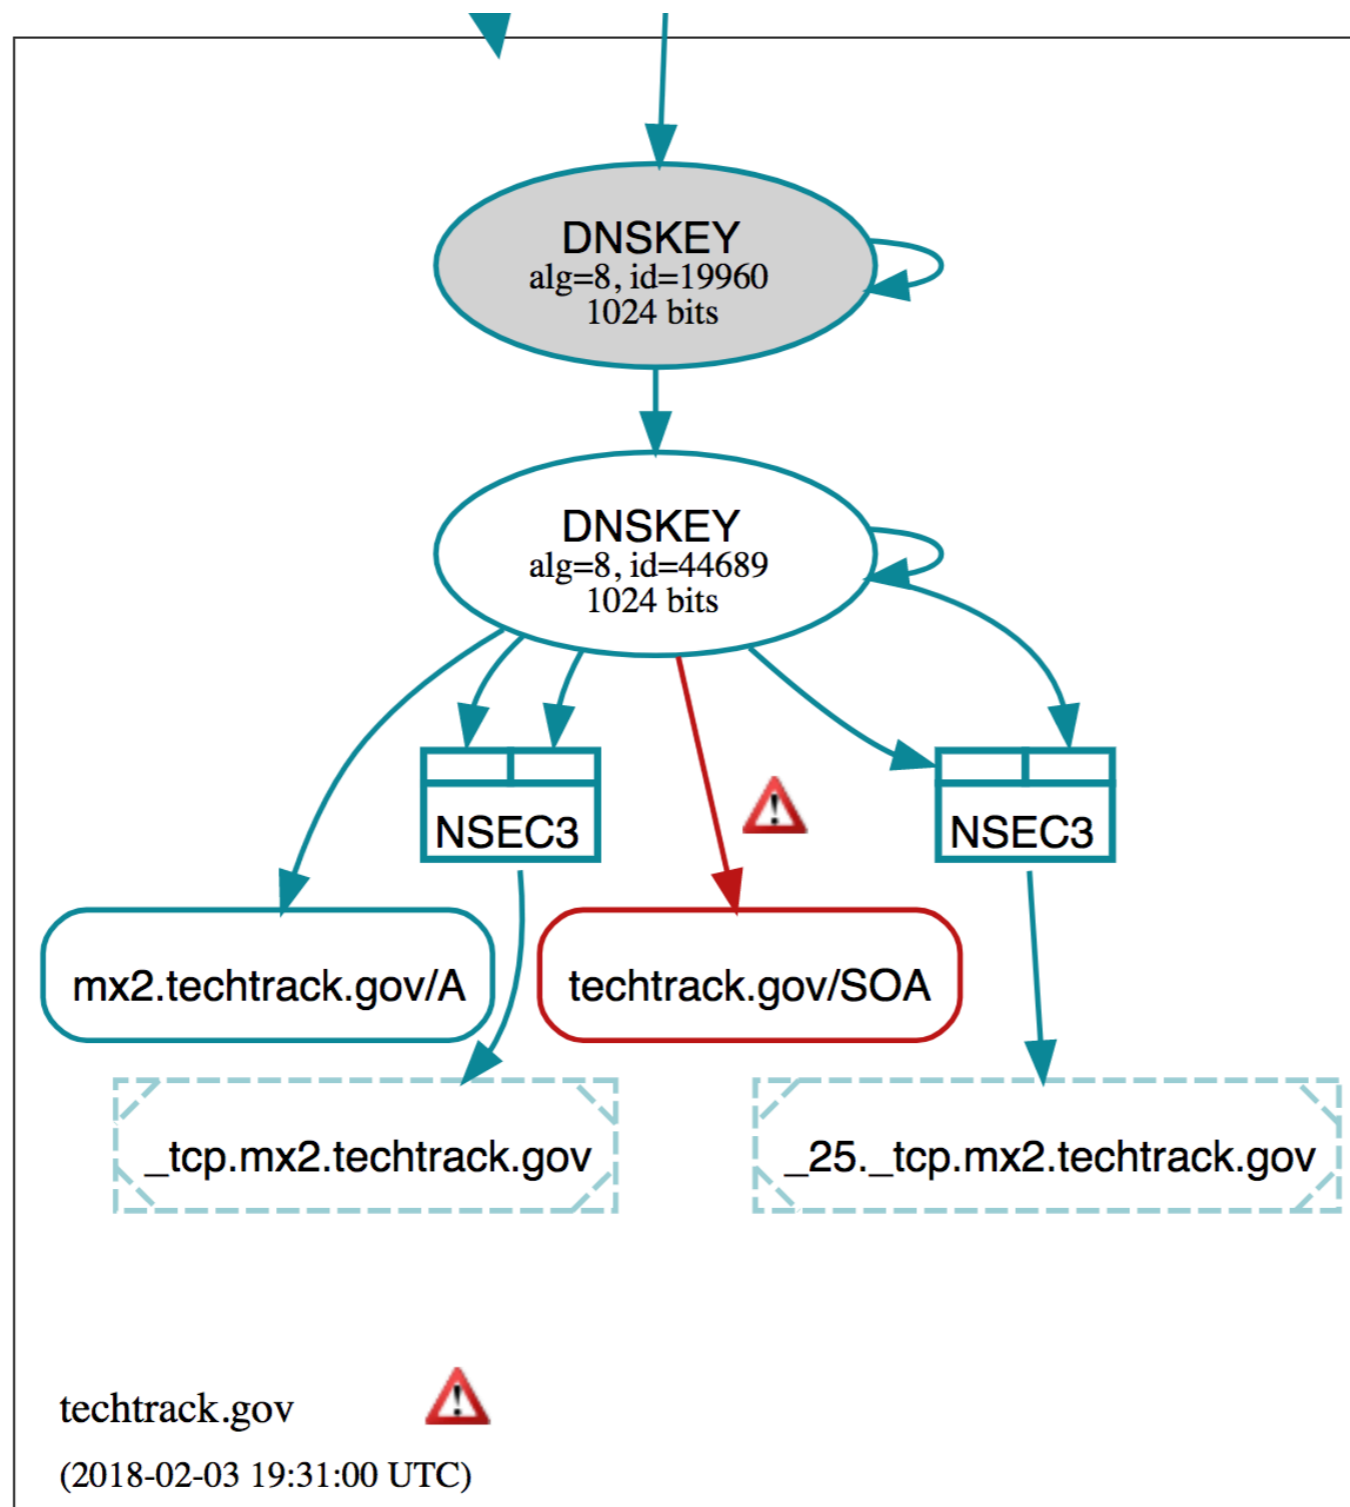 DNSKEY
alg=8, id=19960
1024 bits
DNSKEY
alg=8, id=44689
1024 bits
NSEC3
NSEC3
mx2.techtrack.gov/A
techtrack.gov/SOA
_tcp.mx2.techtrack.gov
_25._tcp.mx2.techtrack.gov
techtrack.gov
(2018-02-03 19:31:00 UTC)